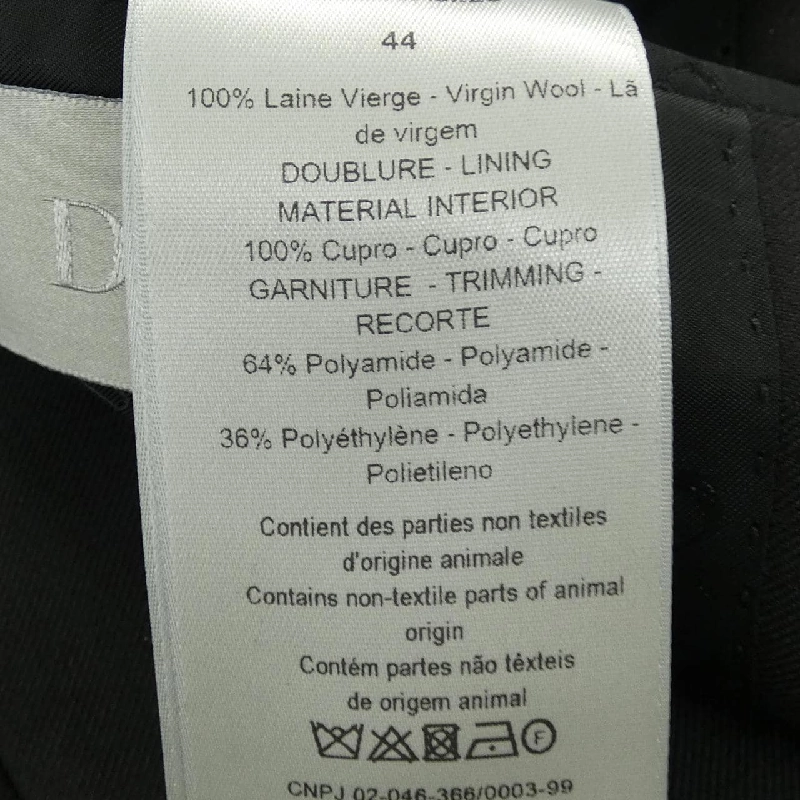 44
100% Laine Vierge - Virgin Wool - Lã
de virgem
DOUBLURE - LINING
MATERIAL INTERIOR
100% Cupro - Cupro - Cupro
GARNITURE - TRIMMING -
RECORTE
64% Polyamide - Polyamide -
Poliamida
36% Polyéthylène - Polyethylene -
Polietileno
Contient des parties non textiles
d'origine animale
Contains non-textile parts of animal
origin
Contém partes não têxteis
de origem animal
F
CNPJ 02-046-366/0003-99
D